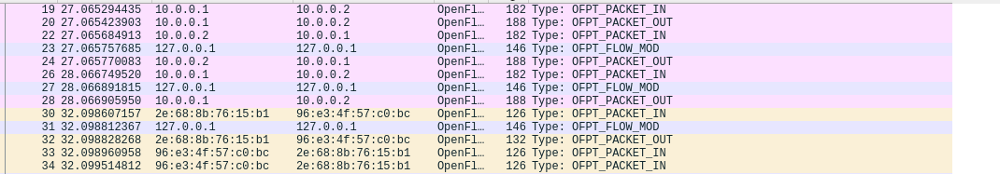 19 27.065294435 10.0.0.1 10.0.0.2 OpenFl… 182 Type: OFPT_PACKET_IN
20 27.065423903 10.0.0.1 10.0.0.2 OpenFl… 188 Type: OFPT_PACKET_OUT
22 27.065684913 10.0.0.2 10.0.0.1 OpenFl… 182 Type: OFPT_PACKET_IN
23 27.065757685 127.0.0.1 127.0.0.1 OpenFl… 146 Type: OFPT_FLOW_MOD
24 27.065770083 10.0.0.2 10.0.0.1 OpenFl… 188 Type: OFPT_PACKET_OUT
26 28.066749520 10.0.0.1 10.0.0.2 OpenFl… 182 Type: OFPT_PACKET_IN
27 28.066891815 127.0.0.1 127.0.0.1 OpenFl… 146 Type: OFPT_FLOW_MOD
28 28.066905950 10.0.0.1 10.0.0.2 OpenFl… 188 Type: OFPT_PACKET_OUT
30 32.098607157 2e:68:8b:76:15:b1 96:e3:4f:57:c0:bc OpenFl… 126 Type: OFPT_PACKET_IN
31 32.098812367 127.0.0.1 127.0.0.1 OpenFl… 146 Type: OFPT_FLOW_MOD
32 32.098828268 2e:68:8b:76:15:b1 96:e3:4f:57:c0:bc OpenFl… 132 Type: OFPT_PACKET_OUT
33 32.098960958 96:e3:4f:57:c0:bc 2e:68:8b:76:15:b1 OpenFl… 126 Type: OFPT_PACKET_IN
34 32.099514812 96:e3:4f:57:c0:bc 2e:68:8b:76:15:b1 OpenFl… 126 Type: OFPT_PACKET_IN